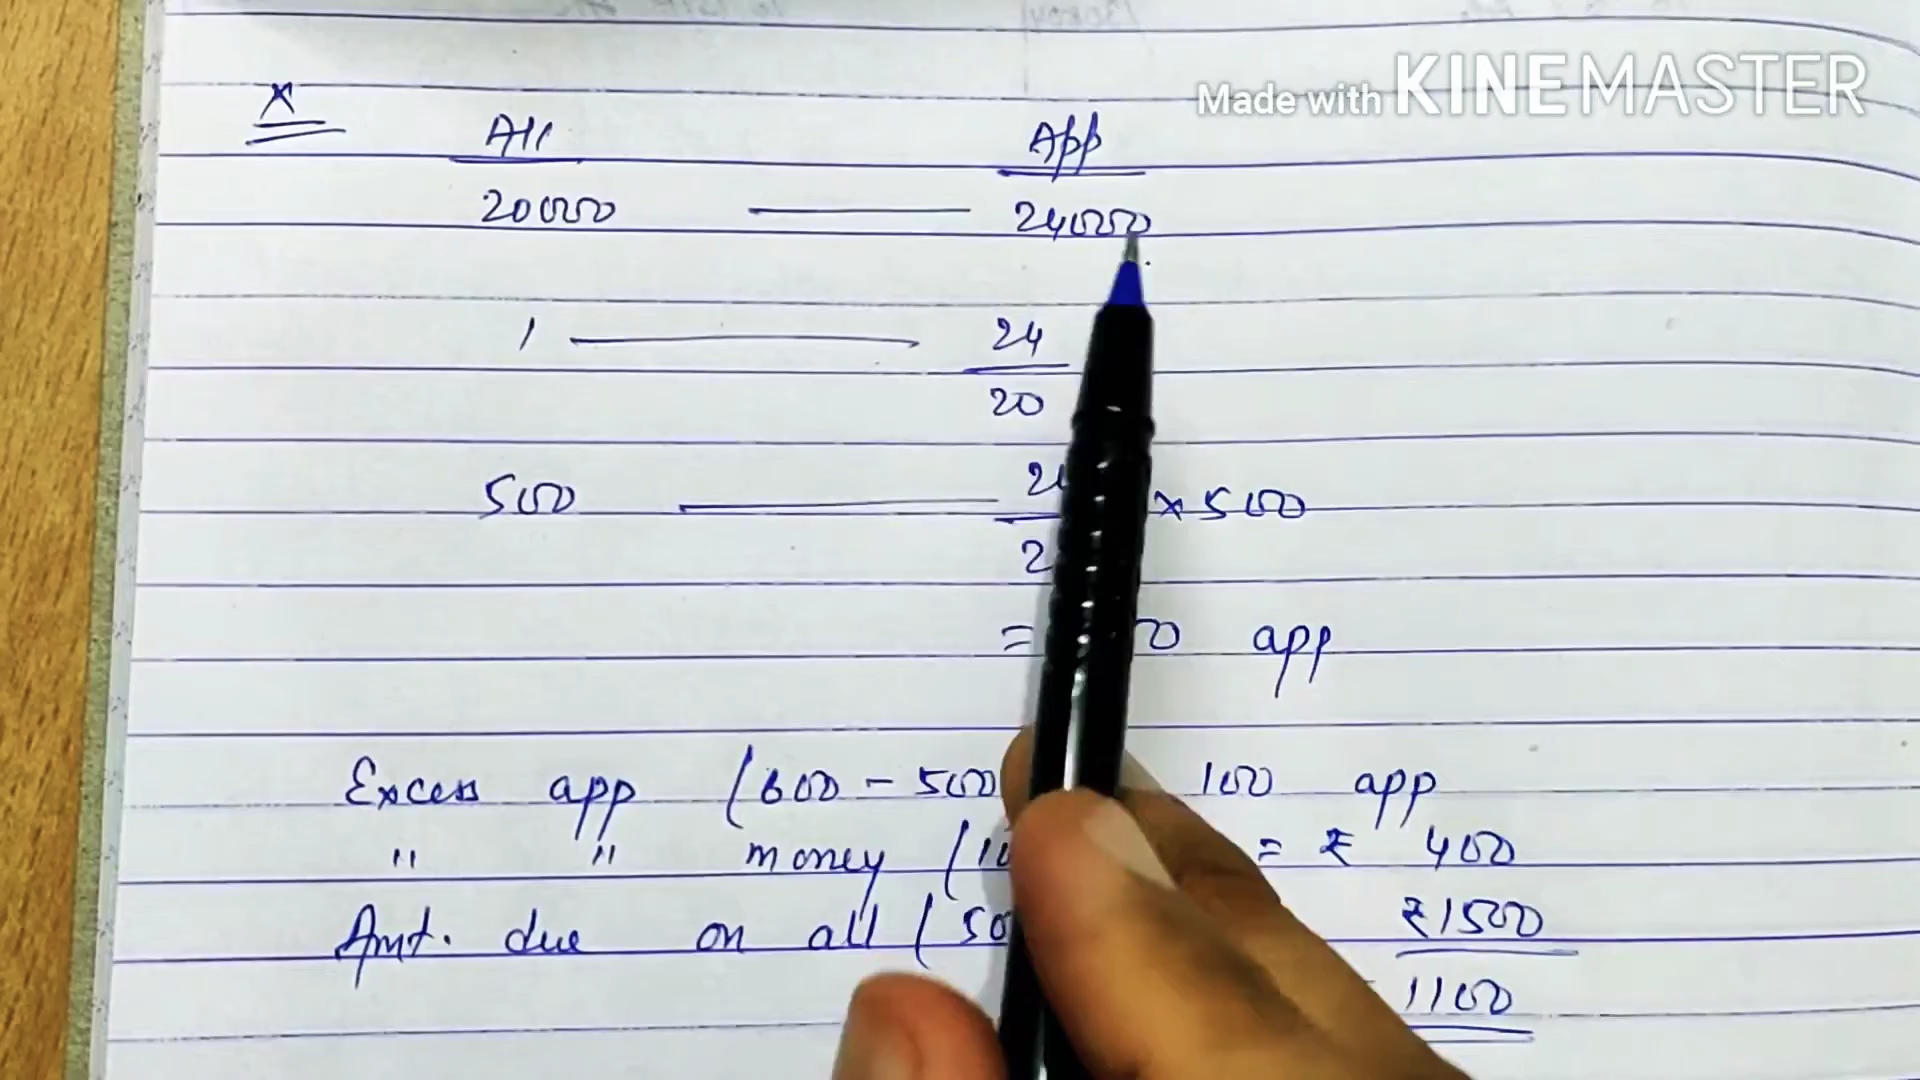 Made with KINEMASTER
X
All App
20000 — 24000
1 — 24
20
500 — × 500
=
app
Excess app (600 - 500 100 app
" " money ( = ₹ 400
Amt. due on all ( ₹1500
1100